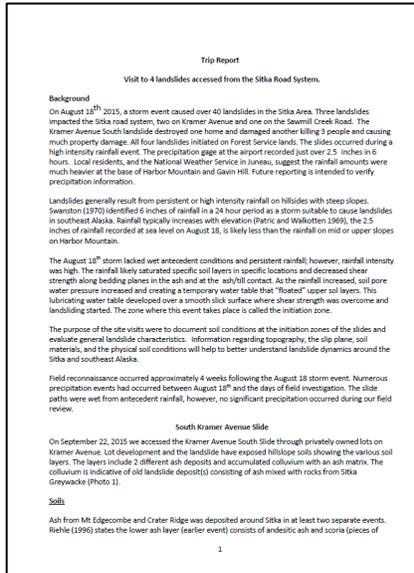 Trip Report
Visit to 4 landslides accessed from the Sitka Road System.
Background
On August 18th 2015, a storm event caused over 40 landslides in the Sitka Area. Three landslides
impacted the Sitka road system, two on Kramer Avenue and one on the Sawmill Creek Road. The
Kramer Avenue South landslide destroyed one home and damaged another killing 3 people and causing
much property damage. All four landslides initiated on Forest Service lands. The slides occurred during a
high intensity rainfall event. The precipitation gage at the airport recorded just over 2.5 inches in 6
hours. Local residents, and the National Weather Service in Juneau, suggest the rainfall amounts were
much heavier at the base of Harbor Mountain and Gavin Hill. Future reporting is intended to verify
precipitation information.
Landslides generally result from persistent or high intensity rainfall on hillsides with steep slopes.
Swanston (1970) identified 6 inches of rainfall in a 24 hour period as a storm suitable to cause landslides
in southeast Alaska. Rainfall typically increases with elevation (Patric and Walkotten 1969), the 2.5
inches of rainfall recorded at sea level on August 18, is likely less than the rainfall on mid or upper slopes
on Harbor Mountain.
The August 18th storm lacked wet antecedent conditions and persistent rainfall; however, rainfall intensity
was high. The rainfall likely saturated specific soil layers in specific locations and decreased shear
strength along bedding planes in the ash and at the ash/till contact. As the rainfall increased, soil pore
water pressure increased and creating a temporary water table that "floated" upper soil layers. This
lubricating water table developed over a smooth slick surface where shear strength was overcome and
landsliding started. The zone where this event takes place is called the initiation zone.
The purpose of the site visits were to document soil conditions at the initiation zones of the slides and
evaluate general landslide characteristics. Information regarding topography, the slip plane, soil
materials, and the physical soil conditions will help to better understand landslide dynamics around the
Sitka and southeast Alaska.
Field reconnaissance occurred approximately 4 weeks following the August 18 storm event. Numerous
precipitation events had occurred between August 18th and the days of field investigation. The slide
paths were wet from antecedent rainfall, however, no significant precipitation occurred during our field
review.
South Kramer Avenue Slide
On September 22, 2015 we accessed the Kramer Avenue South Slide through privately owned lots on
Kramer Avenue. Lot development and the landslide have exposed hillslope soils showing the various soil
layers. The layers include 2 different ash deposits and accumulated colluvium with an ash matrix. The
colluvium is indicative of old landslide deposit(s) consisting of ash mixed with rocks from Sitka
Greywacke (Photo 1).
Soils
Ash from Mt Edgecombe and Crater Ridge was deposited around Sitka in at least two separate events.
Riehle (1996) states the lower ash layer (earlier event) consists of andesitic ash and scoria (pieces of
1